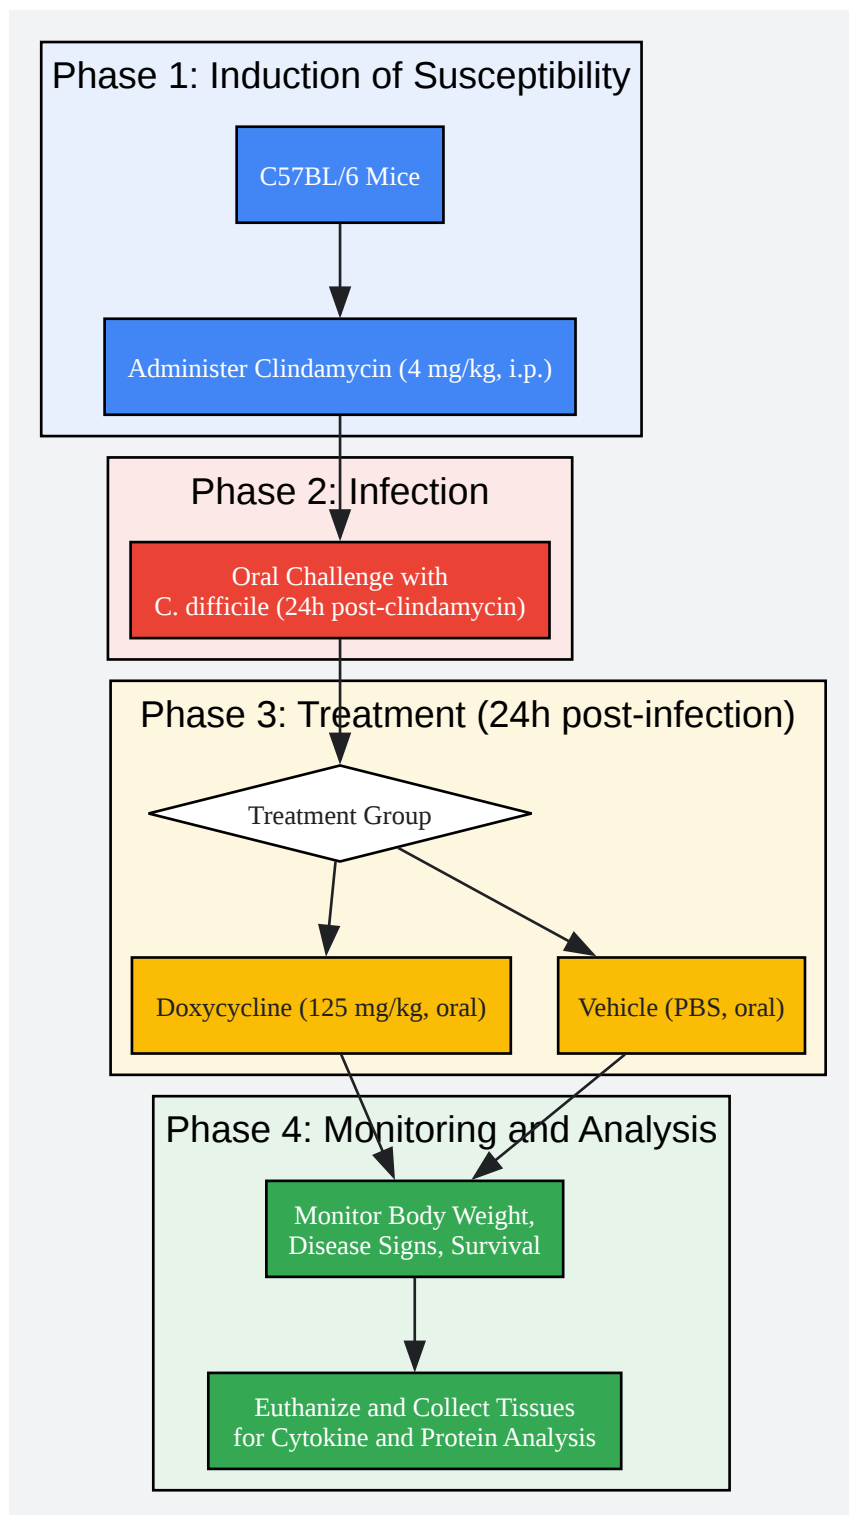 Phase 1: Induction of Susceptibility
C57BL/6 Mice
Administer Clindamycin (4 mg/kg, i.p.)
Phase 2: Infection
Oral Challenge with
C. difficile (24h post-clindamycin)
Phase 3: Treatment (24h post-infection)
Treatment Group
Doxycycline (125 mg/kg, oral)
Vehicle (PBS, oral)
Phase 4: Monitoring and Analysis
Monitor Body Weight,
Disease Signs, Survival
Euthanize and Collect Tissues
for Cytokine and Protein Analysis